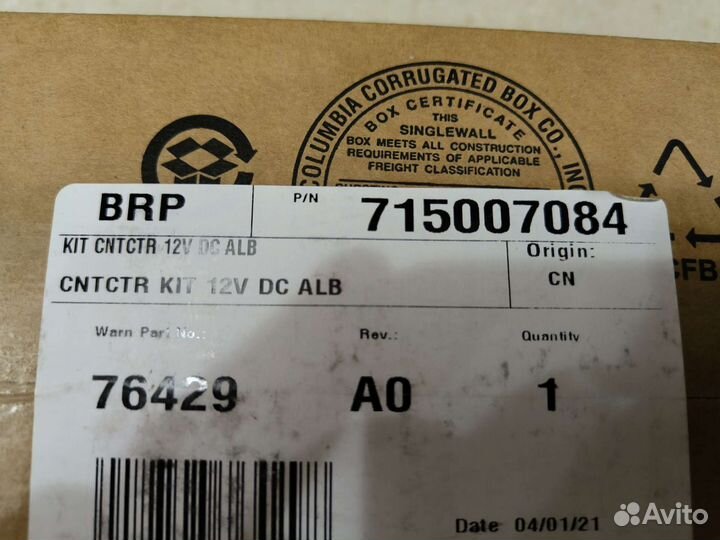 COLUMBIA CORRUGATED BOX CO., INC
BOX CERTIFICATE
THIS
SINGLEWALL
BOX MEETS ALL CONSTRUCTION
REQUIREMENTS OF APPLICABLE
FREIGHT CLASSIFICATION
CFB
BRP P/N 715007084
KIT CNTCTR 12V DC ALB
Origin:
CNTCTR KIT 12V DC ALB
CN
Warn Part No.: Rev.: Quantity
76429 A0 1
Date 04/01/21
Avito